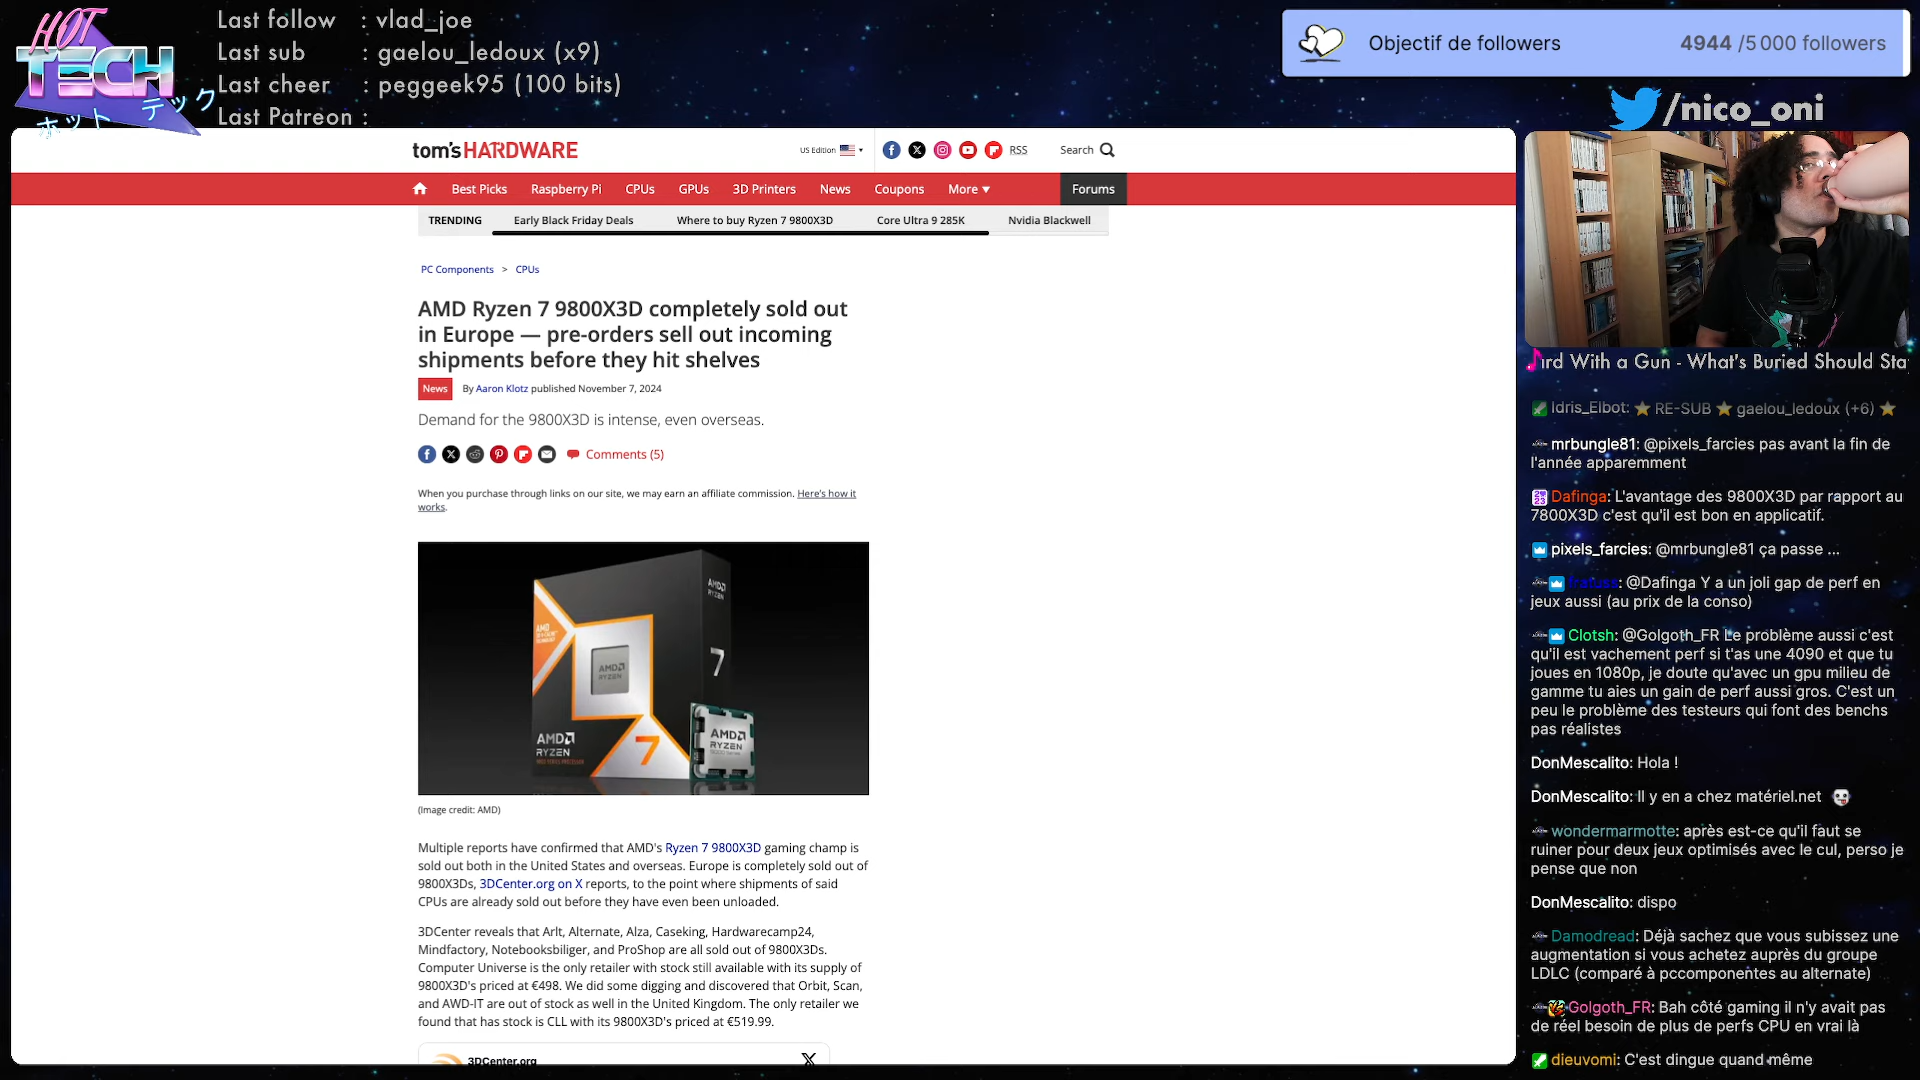 HOT
TECH
ホット テック
Last follow : vlad_joe
Last sub : gaelou_ledoux (x9)
Last cheer : peggeek95 (100 bits)
Last Patreon :
Objectif de followers 4944 /5 000 followers
/nico_oni
tom'sHARDWARE
US Edition
RSS
Search
Best Picks Raspberry Pi CPUs GPUs 3D Printers News Coupons More ▼ Forums
TRENDING Early Black Friday Deals Where to buy Ryzen 7 9800X3D Core Ultra 9 285K Nvidia Blackwell
PC Components > CPUs
AMD Ryzen 7 9800X3D completely sold out
in Europe — pre-orders sell out incoming
shipments before they hit shelves
News By Aaron Klotz published November 7, 2024
Demand for the 9800X3D is intense, even overseas.
Comments (5)
When you purchase through links on our site, we may earn an affiliate commission. Here's how it
works.
AMD
RYZEN
7
AMD
RYZEN
AMD
RYZEN
7
AMD
RYZEN
(Image credit: AMD)
Multiple reports have confirmed that AMD's Ryzen 7 9800X3D gaming champ is
sold out both in the United States and overseas. Europe is completely sold out of
9800X3Ds, 3DCenter.org on X reports, to the point where shipments of said
CPUs are already sold out before they have even been unloaded.
3DCenter reveals that Arlt, Alternate, Alza, Caseking, Hardwarecamp24,
Mindfactory, Notebooksbiliger, and ProShop are all sold out of 9800X3Ds.
Computer Universe is the only retailer with stock still available with its supply of
9800X3D's priced at €498. We did some digging and discovered that Orbit, Scan,
and AWD-IT are out of stock as well in the United Kingdom. The only retailer we
found that has stock is CLL with its 9800X3D's priced at €519.99.
3DCenter.org
ird With a Gun - What's Buried Should Sta
Idris_Elbot: ⭐ RE-SUB ⭐ gaelou_ledoux (+6) ⭐
mrbungle81: @pixels_farcies pas avant la fin de
l'année apparemment
Dafinga: L'avantage des 9800X3D par rapport au
7800X3D c'est qu'il est bon en applicatif.
pixels_farcies: @mrbungle81 ça passe ...
fratuss: @Dafinga Y a un joli gap de perf en
jeux aussi (au prix de la conso)
Clotsh: @Golgoth_FR Le problème aussi c'est
qu'il est vachement perf si t'as une 4090 et que tu
joues en 1080p, je doute qu'avec un gpu milieu de
gamme tu aies un gain de perf aussi gros. C'est un
peu le problème des testeurs qui font des benchs
pas réalistes
DonMescalito: Hola !
DonMescalito: Il y en a chez matériel.net
wondermarmotte: après est-ce qu'il faut se
ruiner pour deux jeux optimisés avec le cul, perso je
pense que non
DonMescalito: dispo
Damodread: Déjà sachez que vous subissez une
augmentation si vous achetez auprès du groupe
LDLC (comparé à pccomponentes au alternate)
Golgoth_FR: Bah côté gaming il n'y avait pas
de réel besoin de plus de perfs CPU en vrai là
dieuvomi: C'est dingue quand même